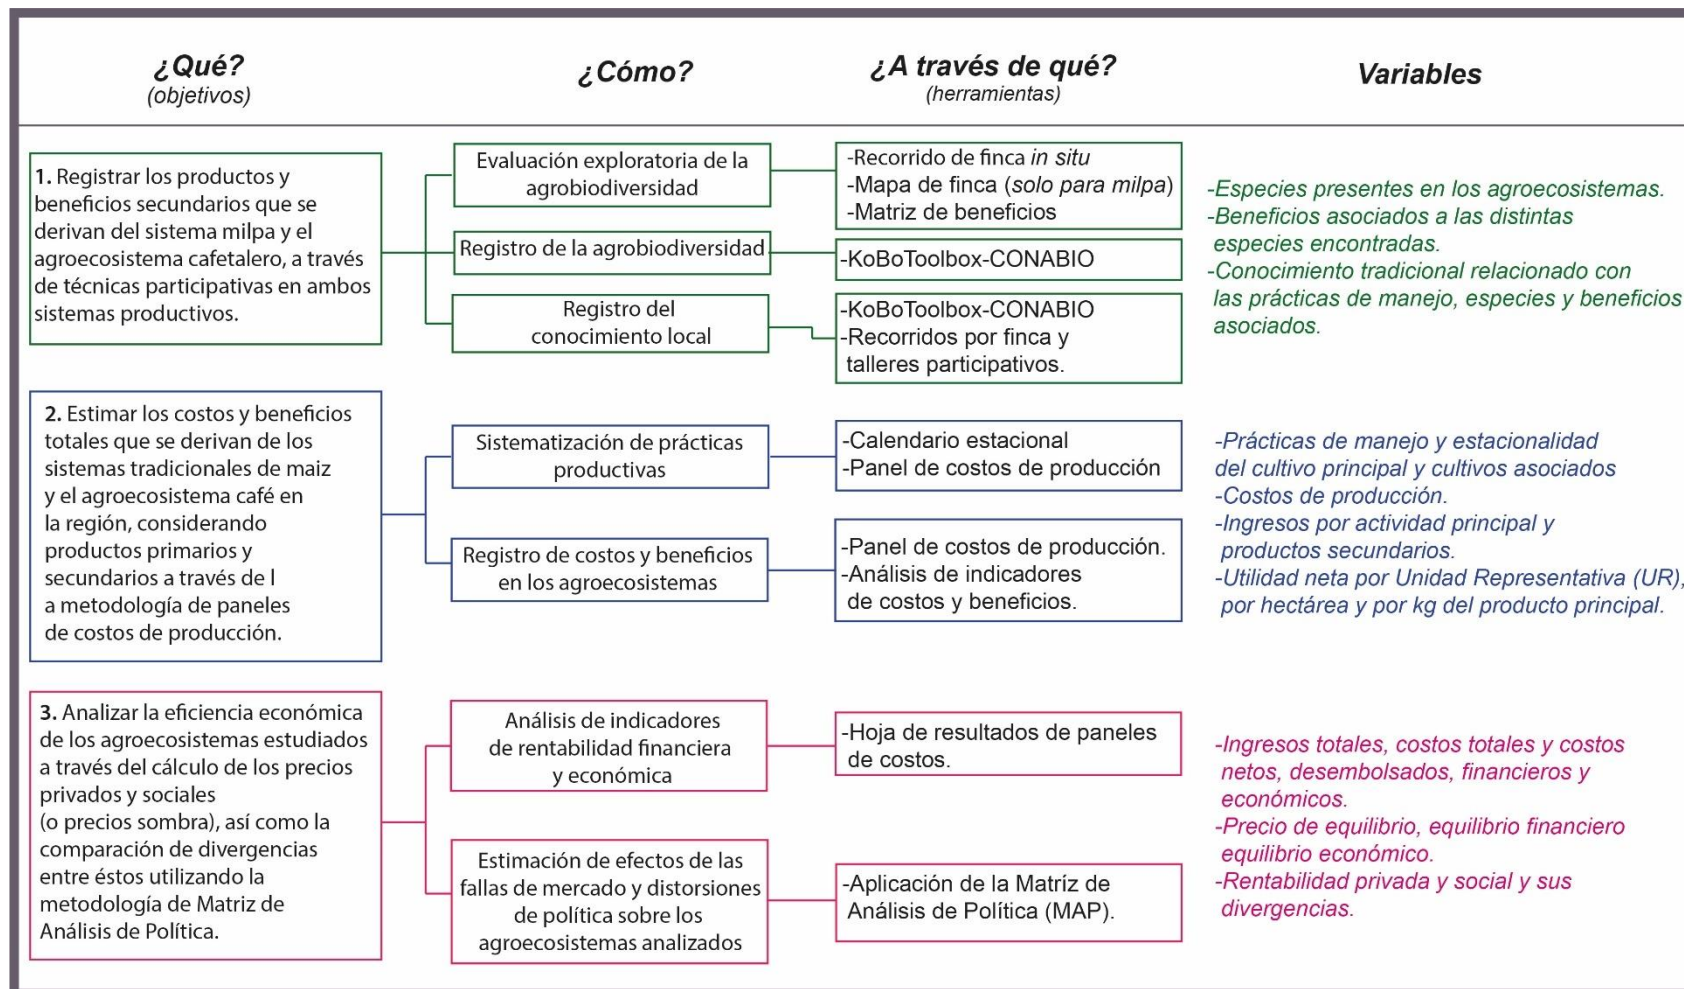 ¿Qué?
(objetivos)
¿Cómo?
¿A través de qué?
(herramientas)
Variables
1. Registrar los productos y
beneficios secundarios que se
derivan del sistema milpa y el
agroecosistema cafetalero, a través
de técnicas participativas en ambos
sistemas productivos.
Evaluación exploratoria de la
agrobiodiversidad
-Recorrido de finca in situ
-Mapa de finca (solo para milpa)
-Matriz de beneficios
Registro de la agrobiodiversidad
-KoBoToolbox-CONABIO
Registro del
conocimiento local
-KoBoToolbox-CONABIO
-Recorridos por finca y
talleres participativos.
-Especies presentes en los agroecosistemas.
-Beneficios asociados a las distintas
especies encontradas.
-Conocimiento tradicional relacionado con
las prácticas de manejo, especies y beneficios
asociados.
2. Estimar los costos y beneficios
totales que se derivan de los
sistemas tradicionales de maiz
y el agroecosistema café en
la región, considerando
productos primarios y
secundarios a través de l
a metodología de paneles
de costos de producción.
Sistematización de prácticas
productivas
-Calendario estacional
-Panel de costos de producción
Registro de costos y beneficios
en los agroecosistemas
-Panel de costos de producción.
-Análisis de indicadores
de costos y beneficios.
-Prácticas de manejo y estacionalidad
del cultivo principal y cultivos asociados
-Costos de producción.
-Ingresos por actividad principal y
productos secundarios.
-Utilidad neta por Unidad Representativa (UR),
por hectárea y por kg del producto principal.
3. Analizar la eficiencia económica
de los agroecosistemas estudiados
a través del cálculo de los precios
privados y sociales
(o precios sombra), así como la
comparación de divergencias
entre éstos utilizando la
metodología de Matriz de
Análisis de Política.
Análisis de indicadores
de rentabilidad financiera
y económica
-Hoja de resultados de paneles
de costos.
Estimación de efectos de las
fallas de mercado y distorsiones
de política sobre los
agroecosistemas analizados
-Aplicación de la Matríz de
Análisis de Política (MAP).
-Ingresos totales, costos totales y costos
netos, desembolsados, financieros y
económicos.
-Precio de equilibrio, equilibrio financiero
equilibrio económico.
-Rentabilidad privada y social y sus
divergencias.